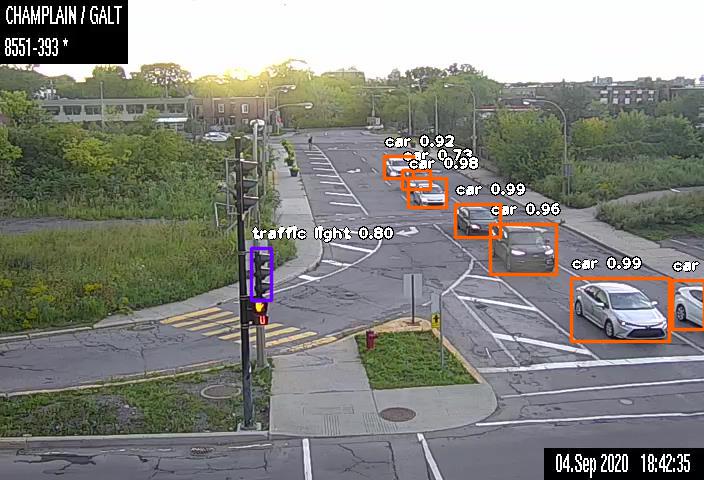 CHAMPLAIN / GALT
8551-393 *
car 0.92
car 0.73
car 0.98
car 0.99
car 0.96
traffic light 0.80
car 0.99
car
04.Sep 2020 18:42:35